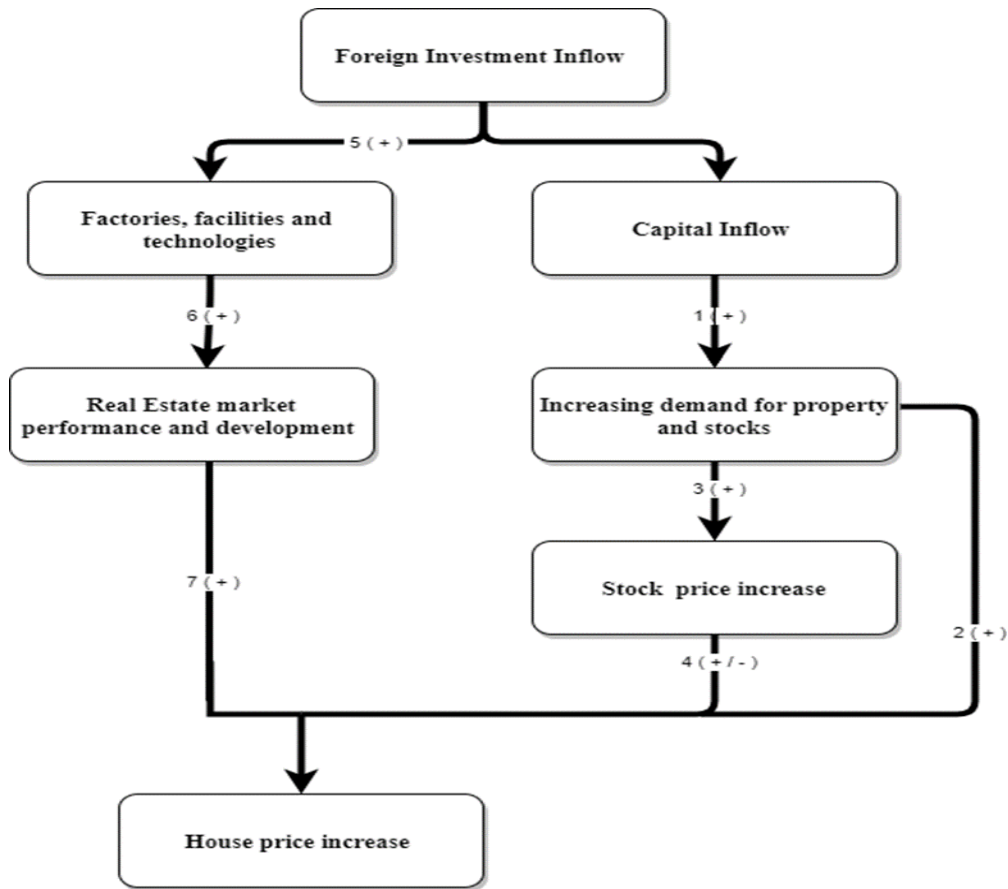 Foreign Investment Inflow
5 ( + )
Factories, facilities and
technologies
Capital Inflow
6 ( + )
1 ( + )
Real Estate market
performance and development
Increasing demand for property
and stocks
3 ( + )
7 ( + )
Stock price increase
2 ( + )
4 ( + / - )
House price increase